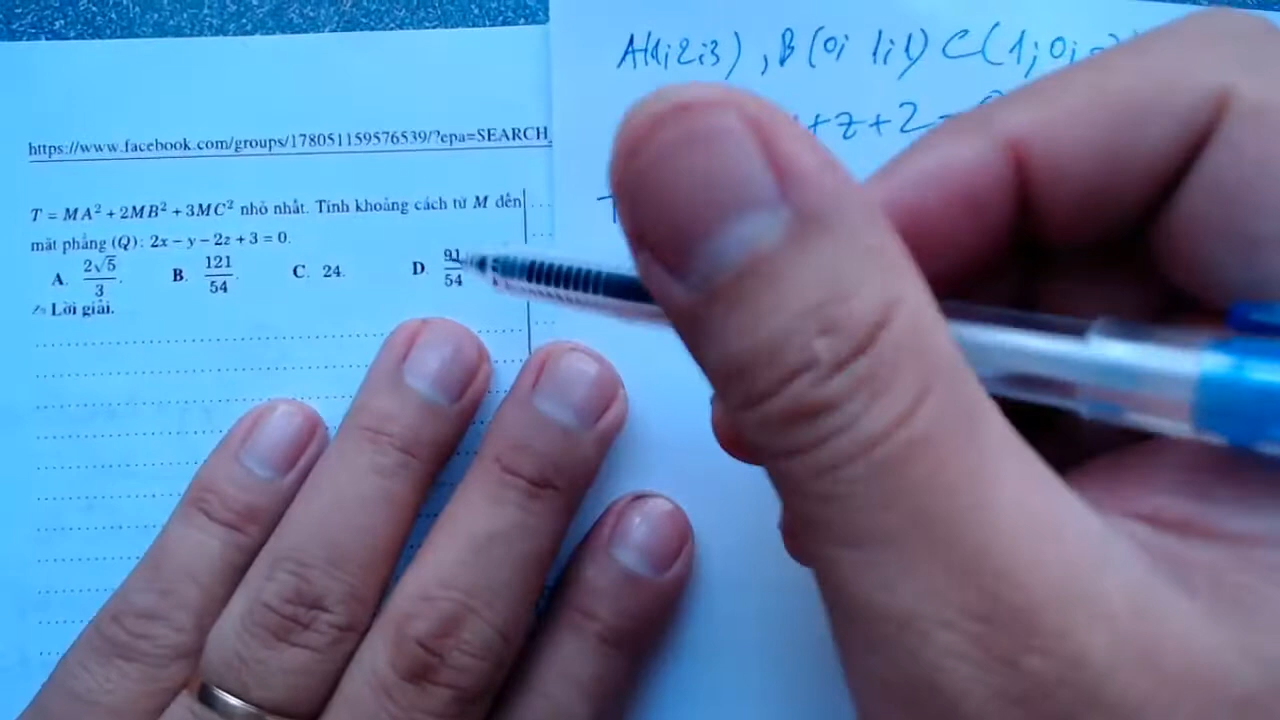 https://www.facebook.com/groups/178051159576539/?epa=SEARCH_
T = MA² + 2MB² + 3MC² nhỏ nhất. Tính khoảng cách từ M đến
mặt phẳng (Q): 2x − y − 2z + 3 = 0.
A. 2√5/3. B. 121/54. C. 24. D. 91/54
Lời giải.
A(1;2;3), B(0; 1;1) C(1;0;
+z+2